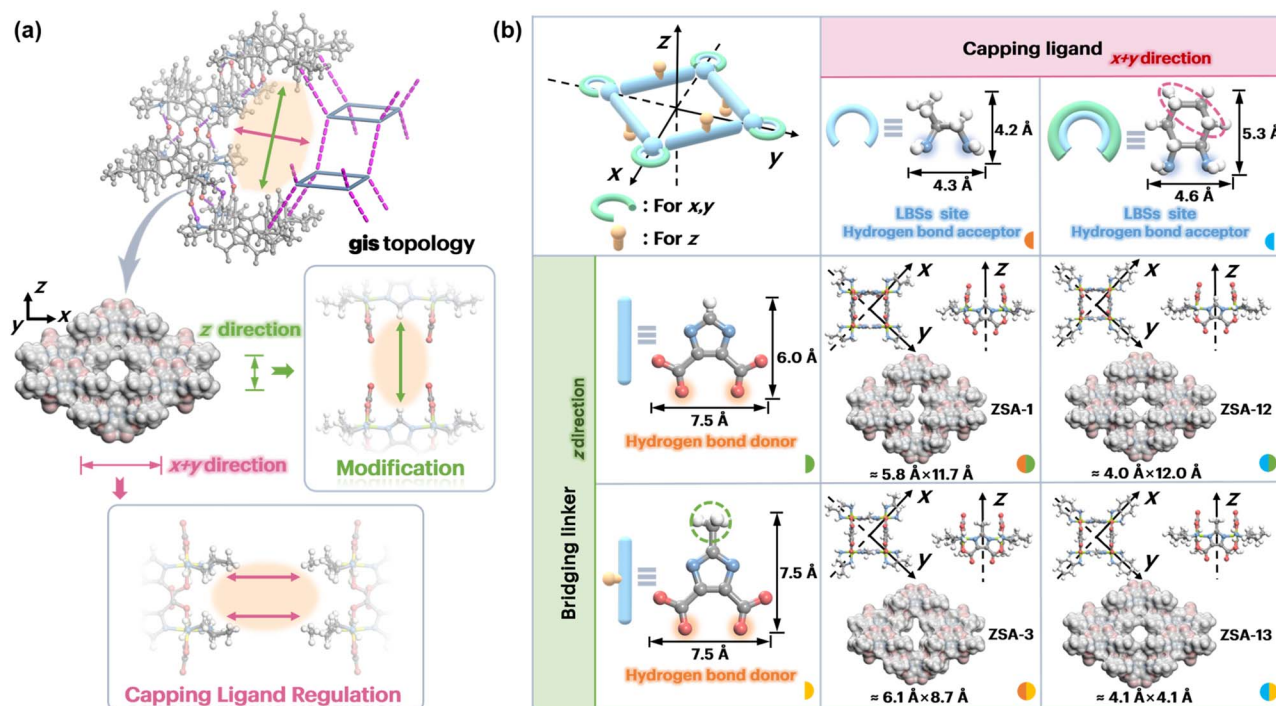 (a)
gis topology
z
y
x
z direction
x+y direction
Modification
Capping Ligand Regulation
(b)
z
y
x
: For x,y
: For z
Capping ligand x+y direction
4.2 Å
4.3 Å
LBSs site
Hydrogen bond acceptor
5.3 Å
4.6 Å
LBSs site
Hydrogen bond acceptor
Bridging linker
z direction
6.0 Å
7.5 Å
Hydrogen bond donor
x
z
y
ZSA-1
≈ 5.8 Å×11.7 Å
x
z
y
ZSA-12
≈ 4.0 Å×12.0 Å
7.5 Å
7.5 Å
Hydrogen bond donor
x
z
y
ZSA-3
≈ 6.1 Å×8.7 Å
x
z
y
ZSA-13
≈ 4.1 Å×4.1 Å